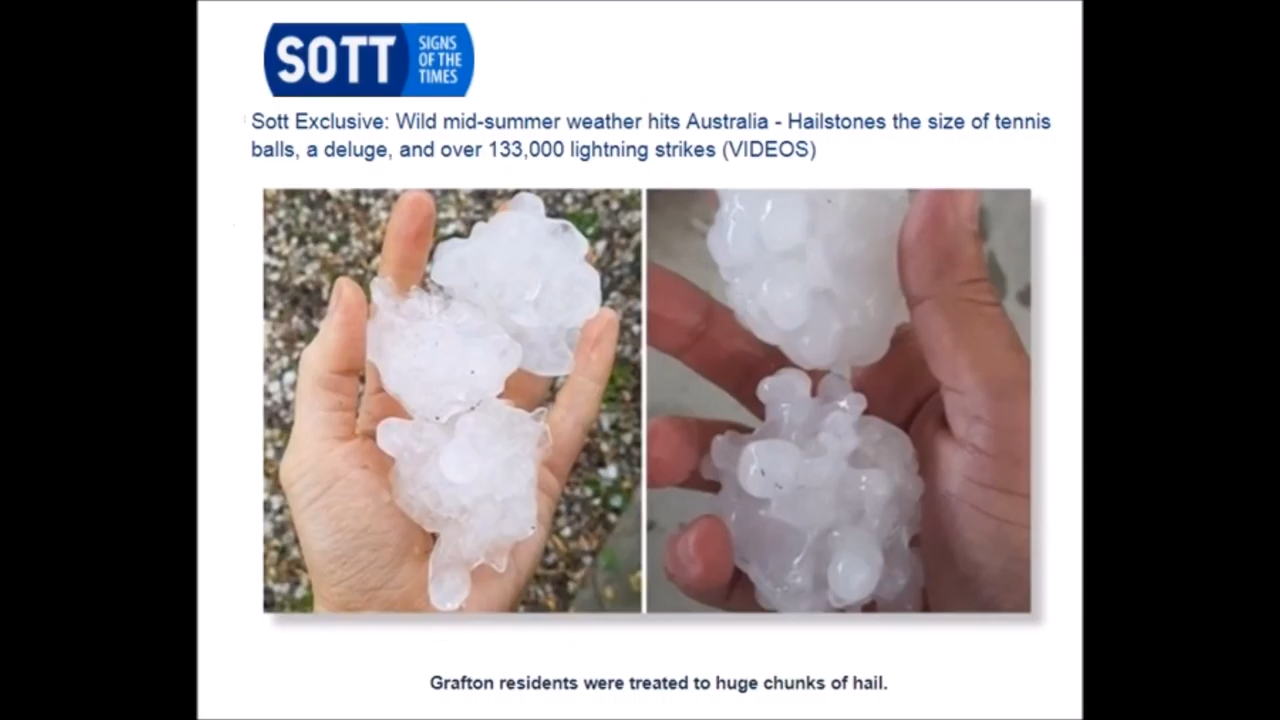 SOTT
SIGNS
OF THE
TIMES
Sott Exclusive: Wild mid-summer weather hits Australia - Hailstones the size of tennis
balls, a deluge, and over 133,000 lightning strikes (VIDEOS)
Grafton residents were treated to huge chunks of hail.